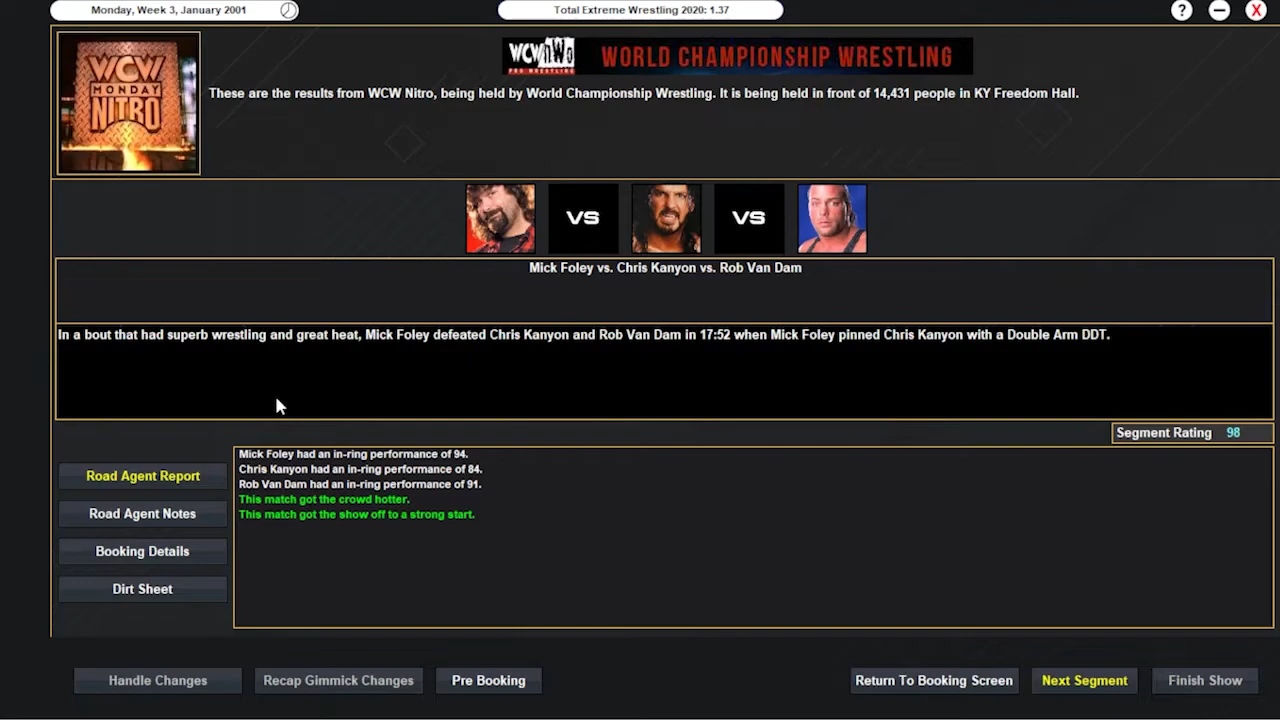 Monday, Week 3, January 2001
Total Extreme Wrestling 2020: 1.37
?
X
WCW
MONDAY
NITRO
WCW nWo
PRO WRESTLING
WORLD CHAMPIONSHIP WRESTLING
These are the results from WCW Nitro, being held by World Championship Wrestling. It is being held in front of 14,431 people in KY Freedom Hall.
VS
VS
Mick Foley vs. Chris Kanyon vs. Rob Van Dam
In a bout that had superb wrestling and great heat, Mick Foley defeated Chris Kanyon and Rob Van Dam in 17:52 when Mick Foley pinned Chris Kanyon with a Double Arm DDT.
Segment Rating 98
Road Agent Report
Road Agent Notes
Booking Details
Dirt Sheet
Mick Foley had an in-ring performance of 94.
Chris Kanyon had an in-ring performance of 84.
Rob Van Dam had an in-ring performance of 91.
This match got the crowd hotter.
This match got the show off to a strong start.
Handle Changes
Recap Gimmick Changes
Pre Booking
Return To Booking Screen
Next Segment
Finish Show